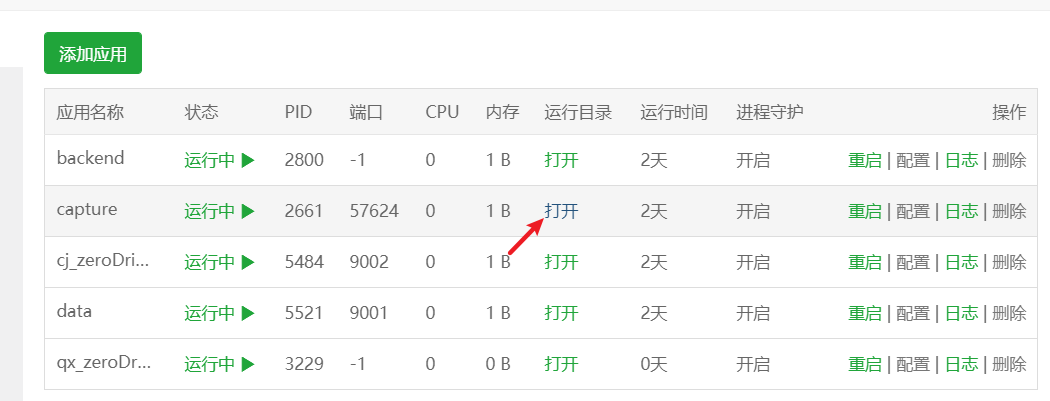 添加应用
应用名称 状态 PID 端口 CPU 内存 运行目录 运行时间 进程守护 操作
backend 运行中 2800 -1 0 1 B 打开 2天 开启 重启 | 配置 | 日志 | 删除
capture 运行中 2661 57624 0 1 B 打开 2天 开启 重启 | 配置 | 日志 | 删除
cj_zeroDri... 运行中 5484 9002 0 1 B 打开 2天 开启 重启 | 配置 | 日志 | 删除
data 运行中 5521 9001 0 1 B 打开 2天 开启 重启 | 配置 | 日志 | 删除
qx_zeroDr... 运行中 3229 -1 0 0 B 打开 0天 开启 重启 | 配置 | 日志 | 删除